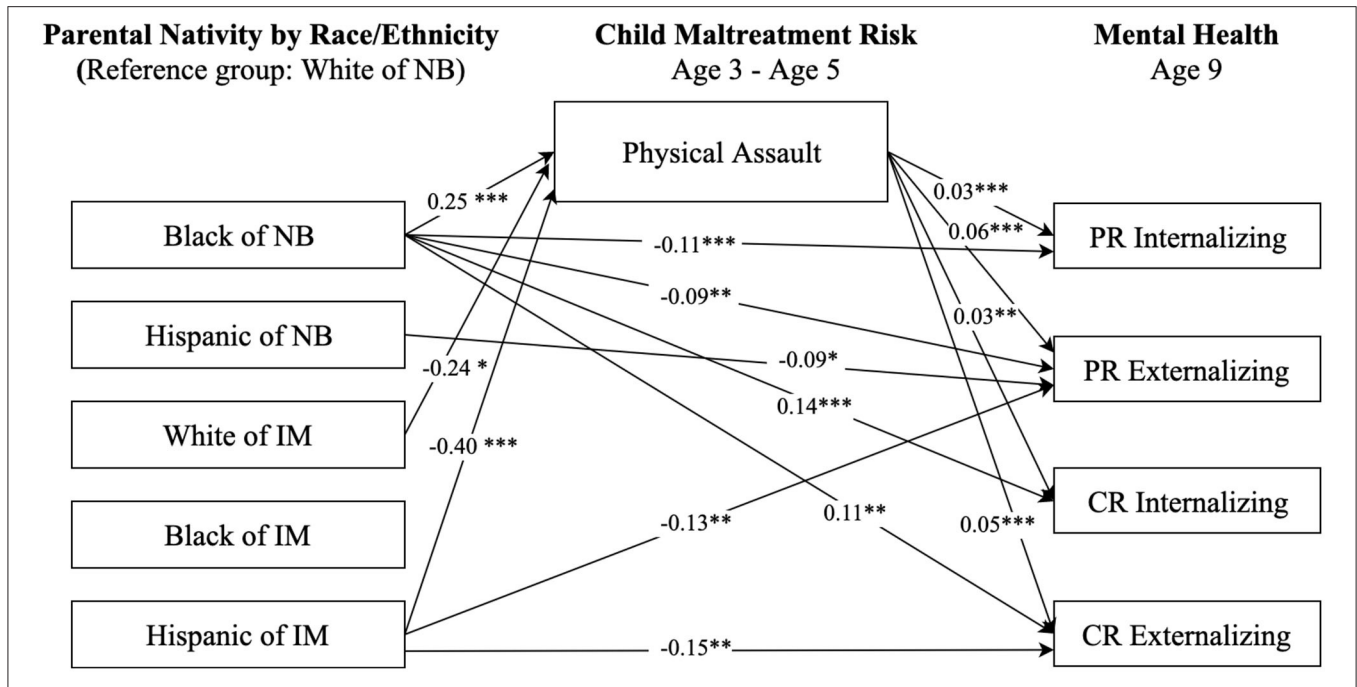 Parental Nativity by Race/Ethnicity
(Reference group: White of NB)
Child Maltreatment Risk
Age 3 - Age 5
Mental Health
Age 9
Physical Assault
Black of NB
Hispanic of NB
White of IM
Black of IM
Hispanic of IM
PR Internalizing
PR Externalizing
CR Internalizing
CR Externalizing
0.25 ***
-0.24 *
-0.40 ***
0.03***
0.06***
0.03**
0.05***
-0.11***
-0.09**
-0.09*
0.14***
0.11**
-0.13**
-0.15**